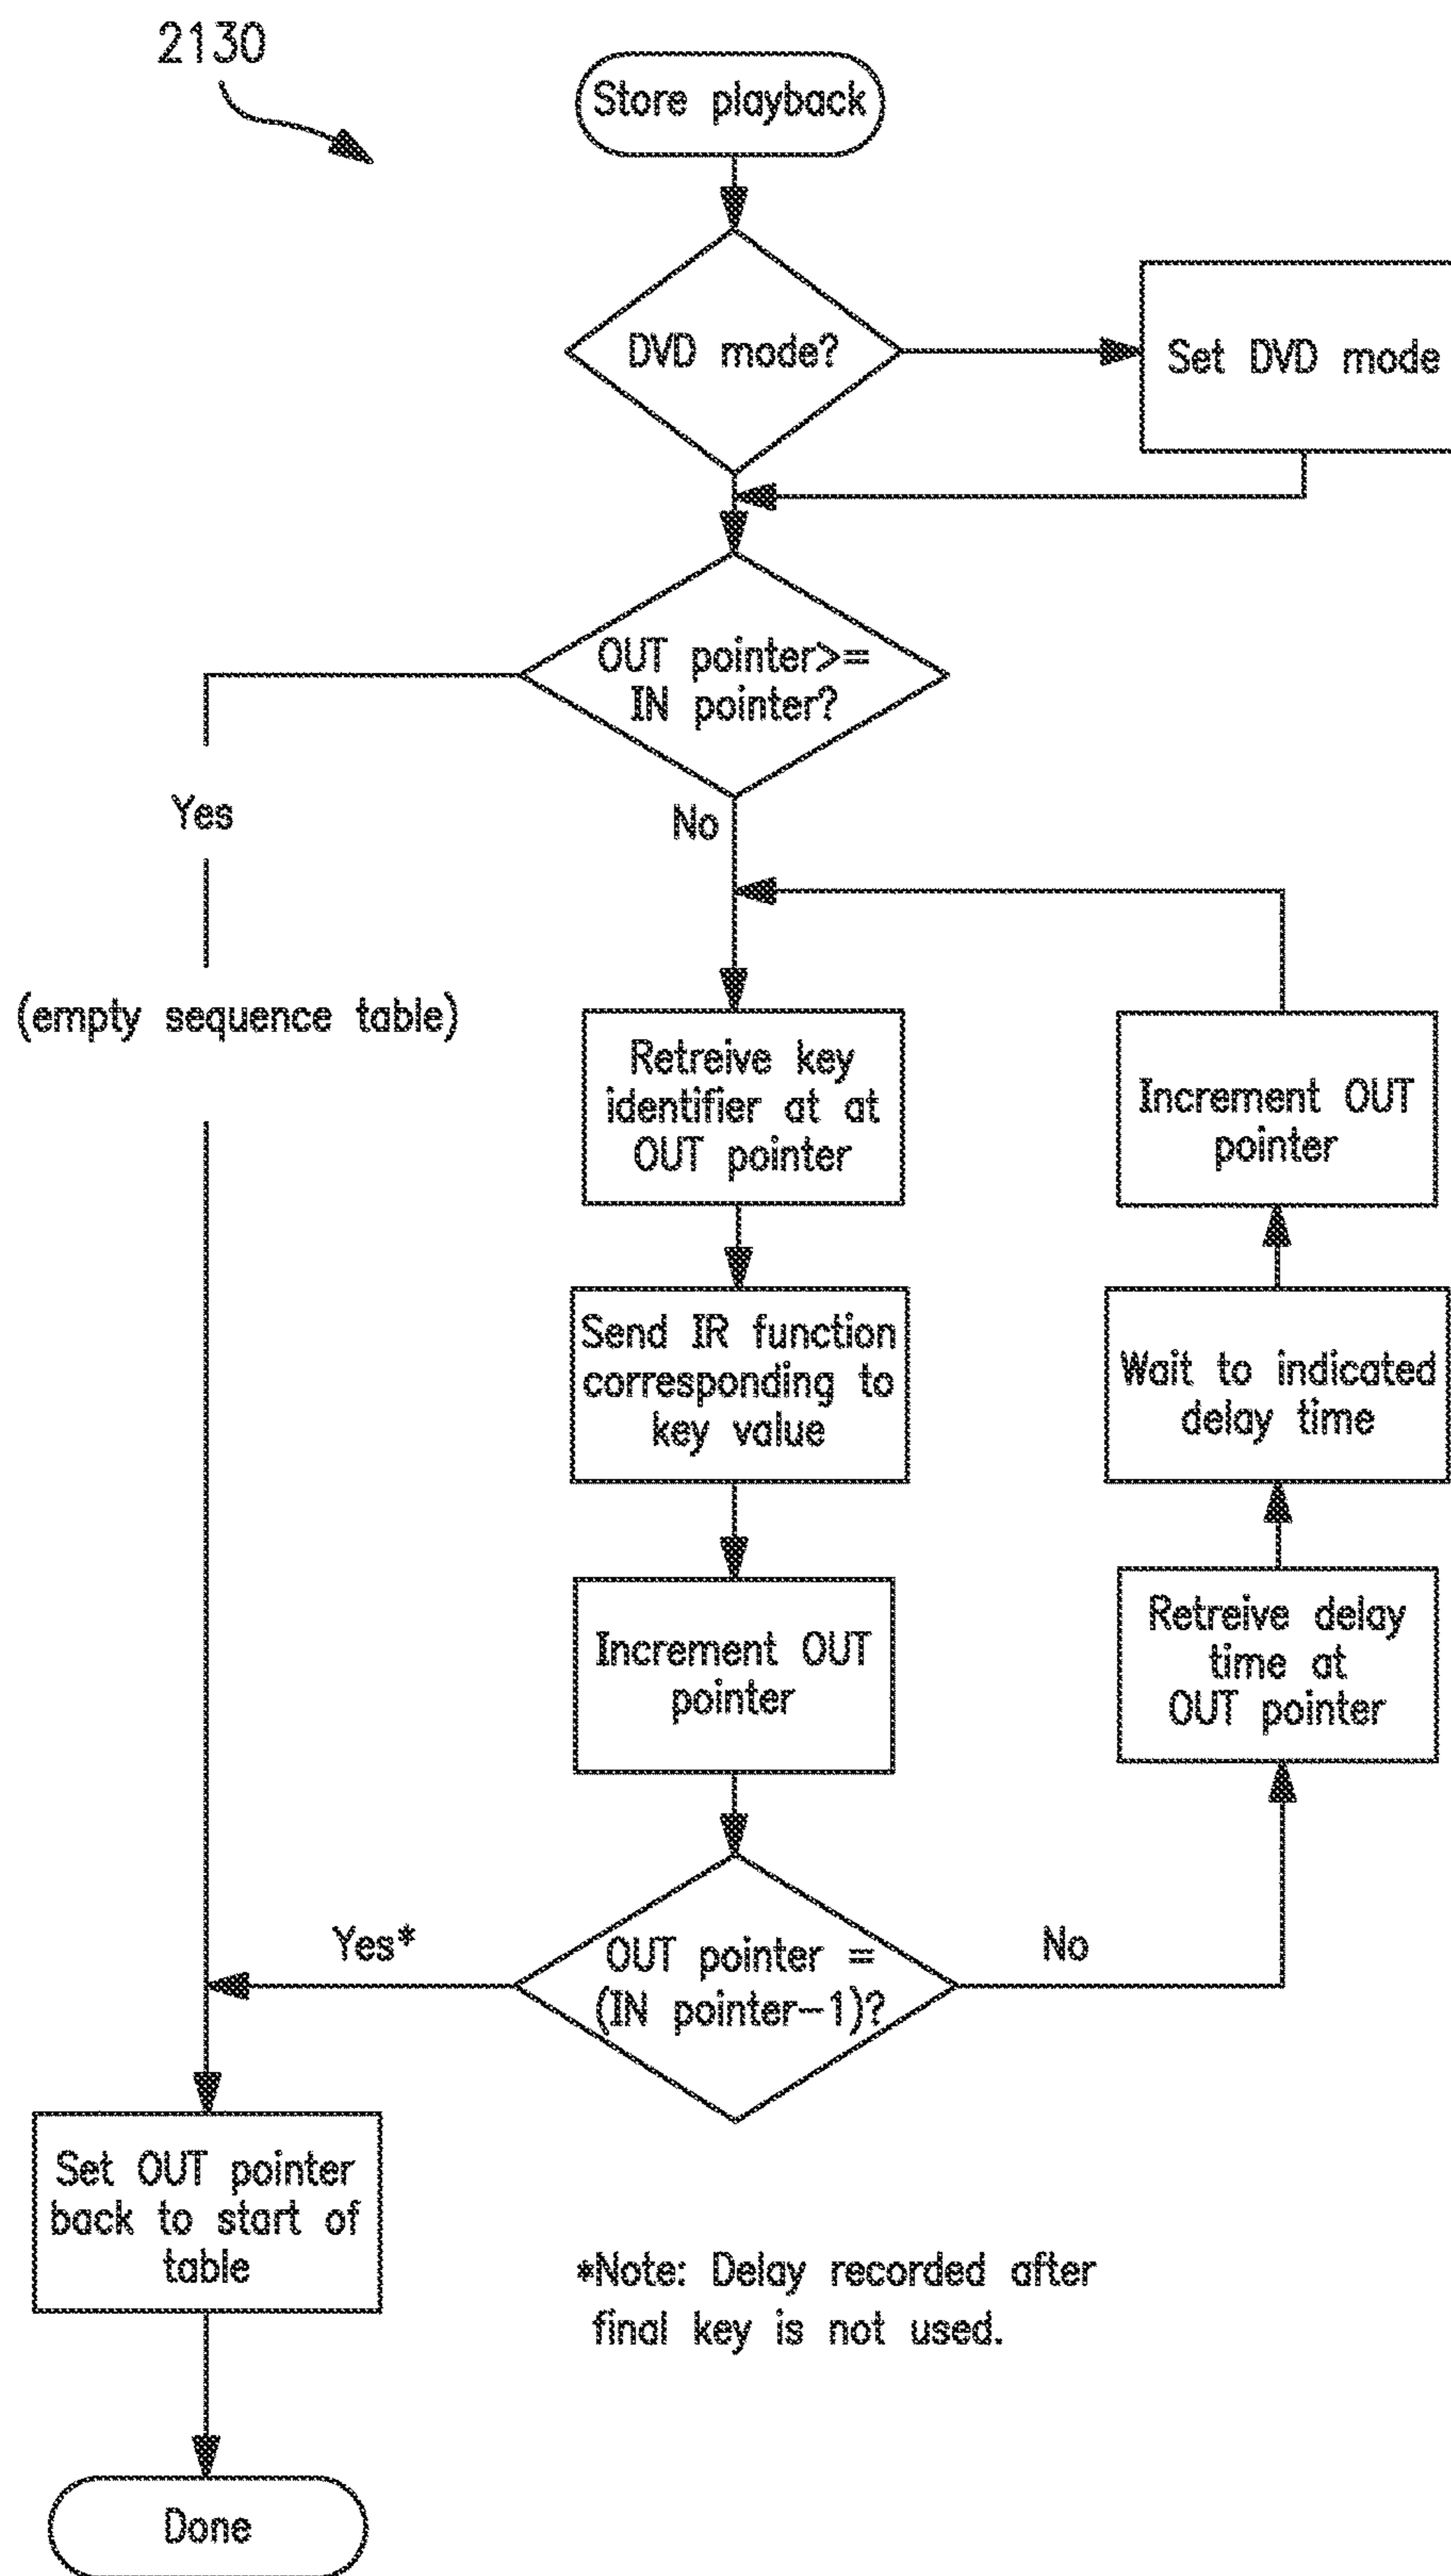 2130
Store playback
DVD mode?
Set DVD mode
OUT pointer>=
IN pointer?
Yes
No
(empty sequence table)
Retreive key
identifier at at
OUT pointer
Increment OUT
pointer
Send IR function
corresponding to
key value
Wait to indicated
delay time
Increment OUT
pointer
Retreive delay
time at
OUT pointer
Yes*
OUT pointer =
(IN pointer-1)?
No
Set OUT pointer
back to start of
table
*Note: Delay recorded after
final key is not used.
Done